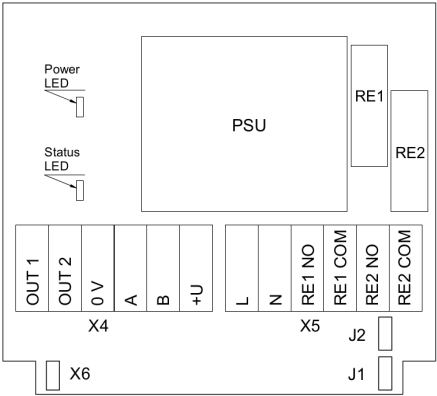 Power
LED
Status
LED
PSU
RE1
RE2
OUT 1
OUT 2
0 V
A
B
+U
L
N
RE1 NO
RE1 COM
RE2 NO
RE2 COM
X4
X5
J2
X6
J1